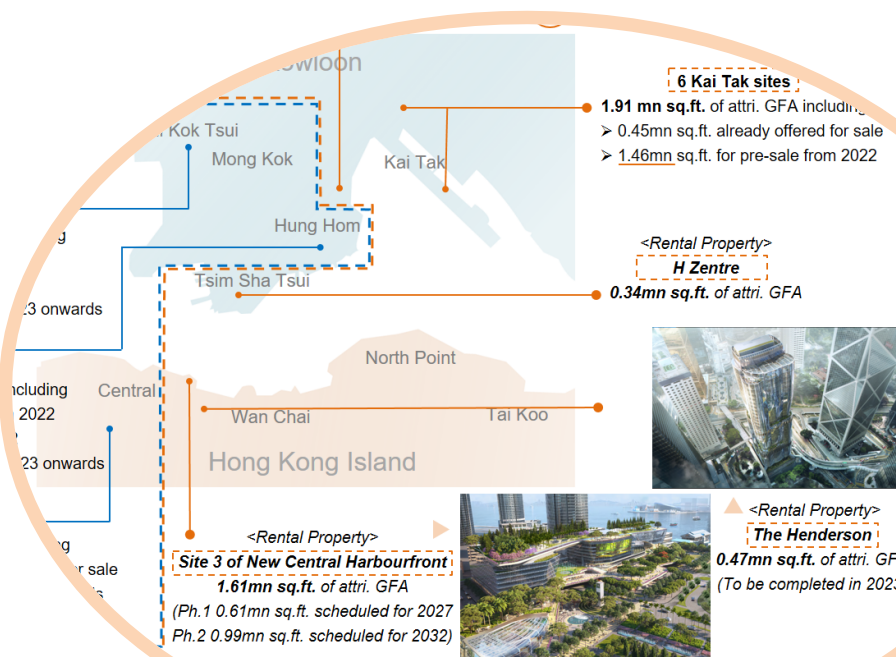 6 Kai Tak sites
1.91 mn sq.ft. of attri. GFA including
➢ 0.45mn sq.ft. already offered for sale
➢ 1.46mn sq.ft. for pre-sale from 2022
Kok Tsui
Mong Kok
Kai Tak
Hung Hom
Tsim Sha Tsui
<Rental Property>
H Zentre
0.34mn sq.ft. of attri. GFA
23 onwards
North Point
Central
Wan Chai
Tai Koo
Hong Kong Island
including
2022
23 onwards
sale
<Rental Property>
Site 3 of New Central Harbourfront
1.61mn sq.ft. of attri. GFA
(Ph.1 0.61mn sq.ft. scheduled for 2027
Ph.2 0.99mn sq.ft. scheduled for 2032)
<Rental Property>
The Henderson
0.47mn sq.ft. of attri.
(To be completed in 2023